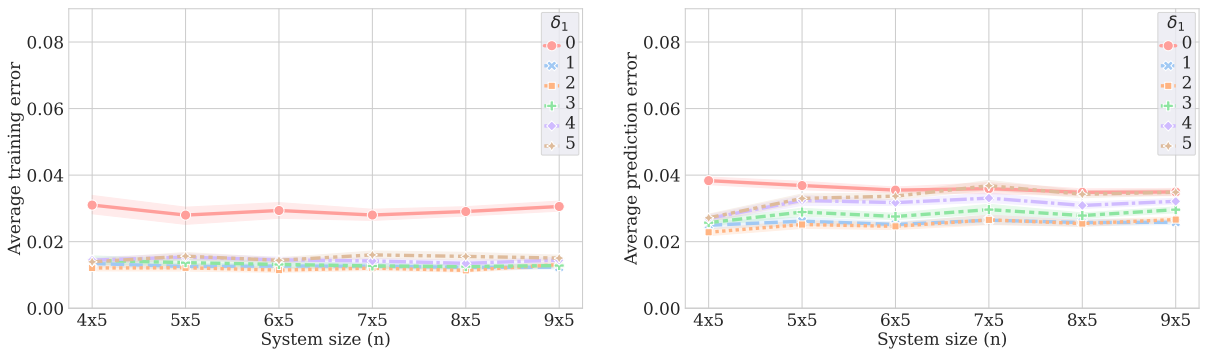 Average training error
0.08
0.06
0.04
0.02
0.00
4x5 5x5 6x5 7x5 8x5 9x5
System size (n)
δ1
0
1
2
3
4
5
Average prediction error
0.08
0.06
0.04
0.02
0.00
4x5 5x5 6x5 7x5 8x5 9x5
System size (n)
δ1
0
1
2
3
4
5